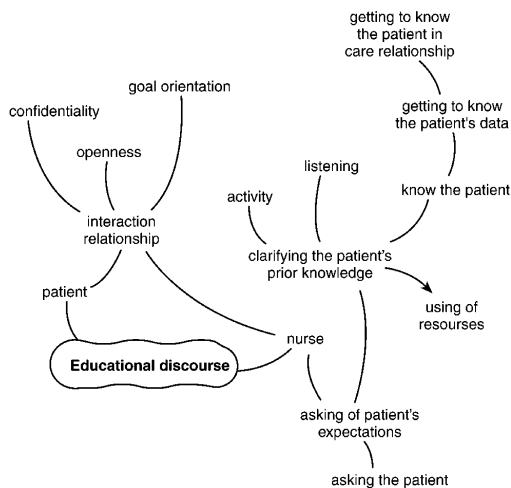 getting to know
the patient in
care relationship
goal orientation
confidentiality
getting to know
the patient's data
openness
listening
know the patient
activity
interaction
relationship
clarifying the patient's
prior knowledge
patient
using of
resourses
nurse
Educational discourse
asking of patient's
expectations
asking the patient